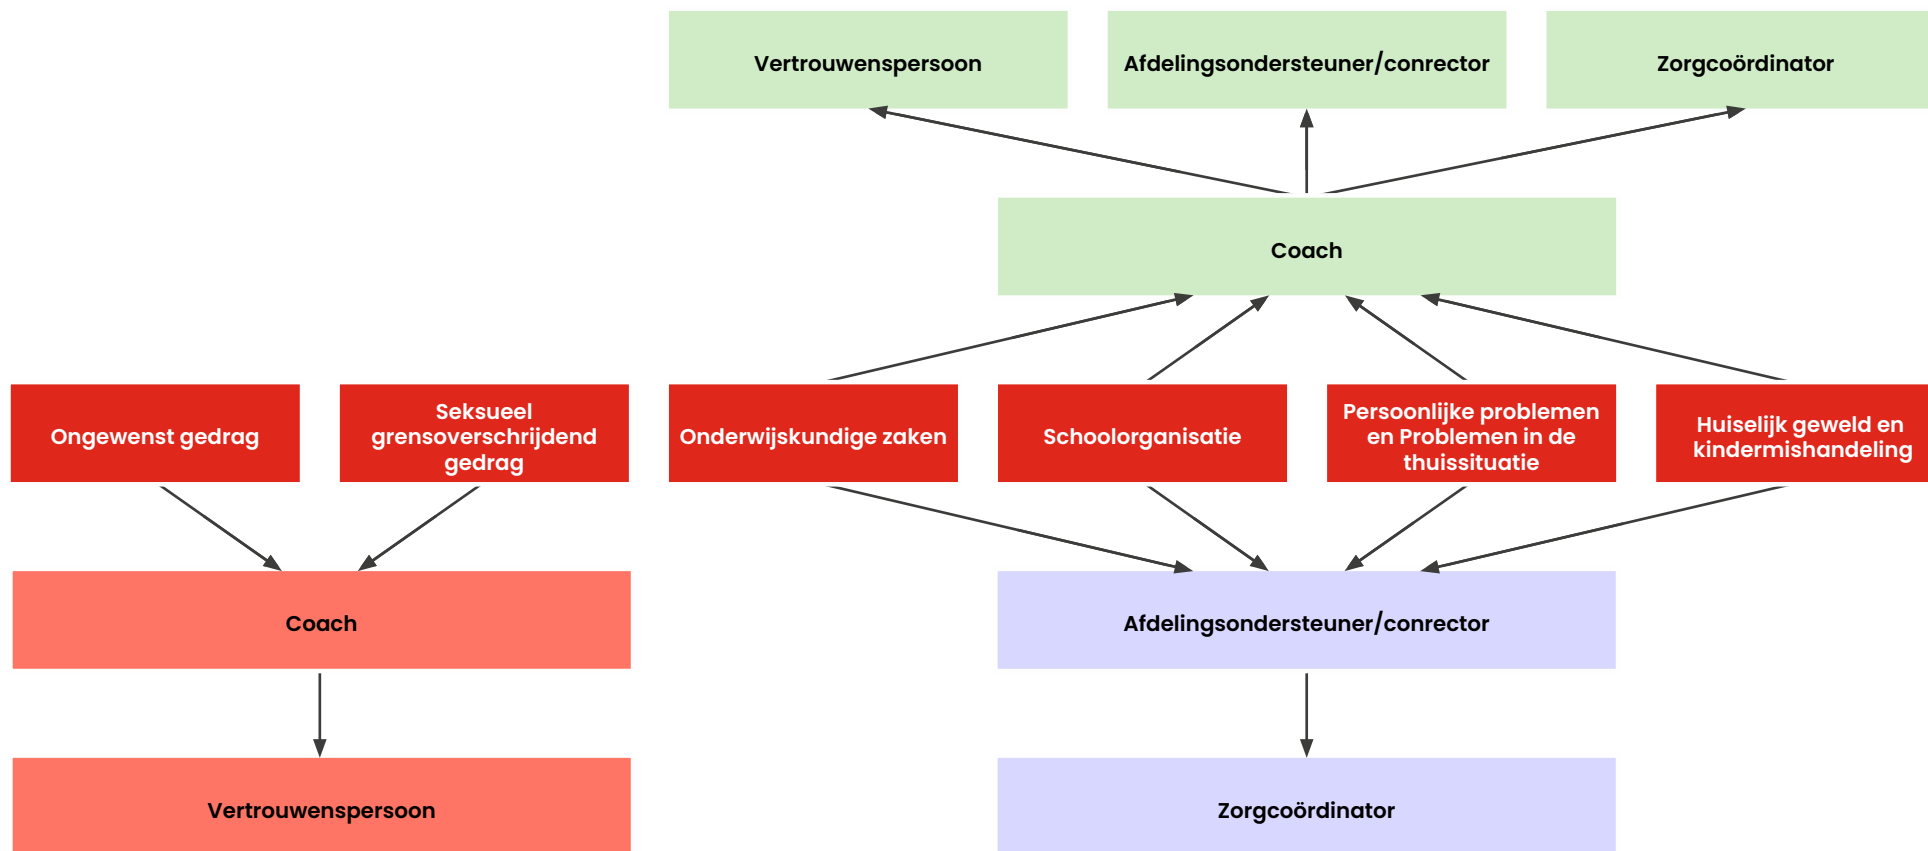 Vertrouwenspersoon
Afdelingsondersteuner/conrector
Zorgcoördinator
Coach
Ongewenst gedrag
Seksueel
grensoverschrijdend
gedrag
Onderwijskundige zaken
Schoolorganisatie
Persoonlijke problemen
en Problemen in de
thuissituatie
Huiselijk geweld en
kindermishandeling
Coach
Afdelingsondersteuner/conrector
Vertrouwenspersoon
Zorgcoördinator